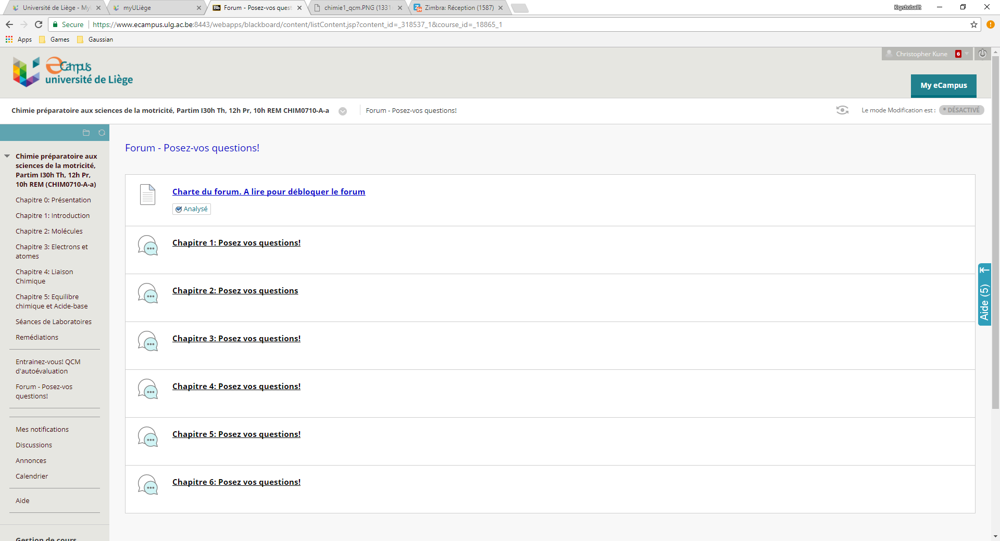 Université de Liège - My
myULiège
Bb Forum - Posez-vos quest
chimie1_qcm.PNG (1331
Zimbra: Réception (1587)
Krystoballt
Secure
https://www.ecampus.ulg.ac.be:8443/webapps/blackboard/content/listContent.jsp?content_id=_318537_1&course_id=_18865_1
Apps
Games
Gaussian
Christopher Kune
6
eCampus
université de Liège
My eCampus
Chimie préparatoire aux sciences de la motricité, Partim I30h Th, 12h Pr, 10h REM CHIM0710-A-a
Forum - Posez-vos questions!
Le mode Modification est :
DÉSACTIVÉ
Chimie préparatoire aux
sciences de la motricité,
Partim I30h Th, 12h Pr,
10h REM (CHIM0710-A-a)
Chapitre 0: Présentation
Chapitre 1: Introduction
Chapitre 2: Molécules
Chapitre 3: Electrons et
atomes
Chapitre 4: Liaison
Chimique
Chapitre 5: Equilibre
chimique et Acide-base
Séances de Laboratoires
Remédiations
Entrainez-vous! QCM
d'autoévaluation
Forum - Posez-vos
questions!
Mes notifications
Discussions
Annonces
Calendrier
Aide
Gestion de cours
Forum - Posez-vos questions!
Charte du forum. A lire pour débloquer le forum
Analysé
Chapitre 1: Posez vos questions!
Chapitre 2: Posez vos questions
Chapitre 3: Posez vos questions!
Chapitre 4: Posez vos questions!
Chapitre 5: Posez vos questions!
Chapitre 6: Posez vos questions!
Aide (5)